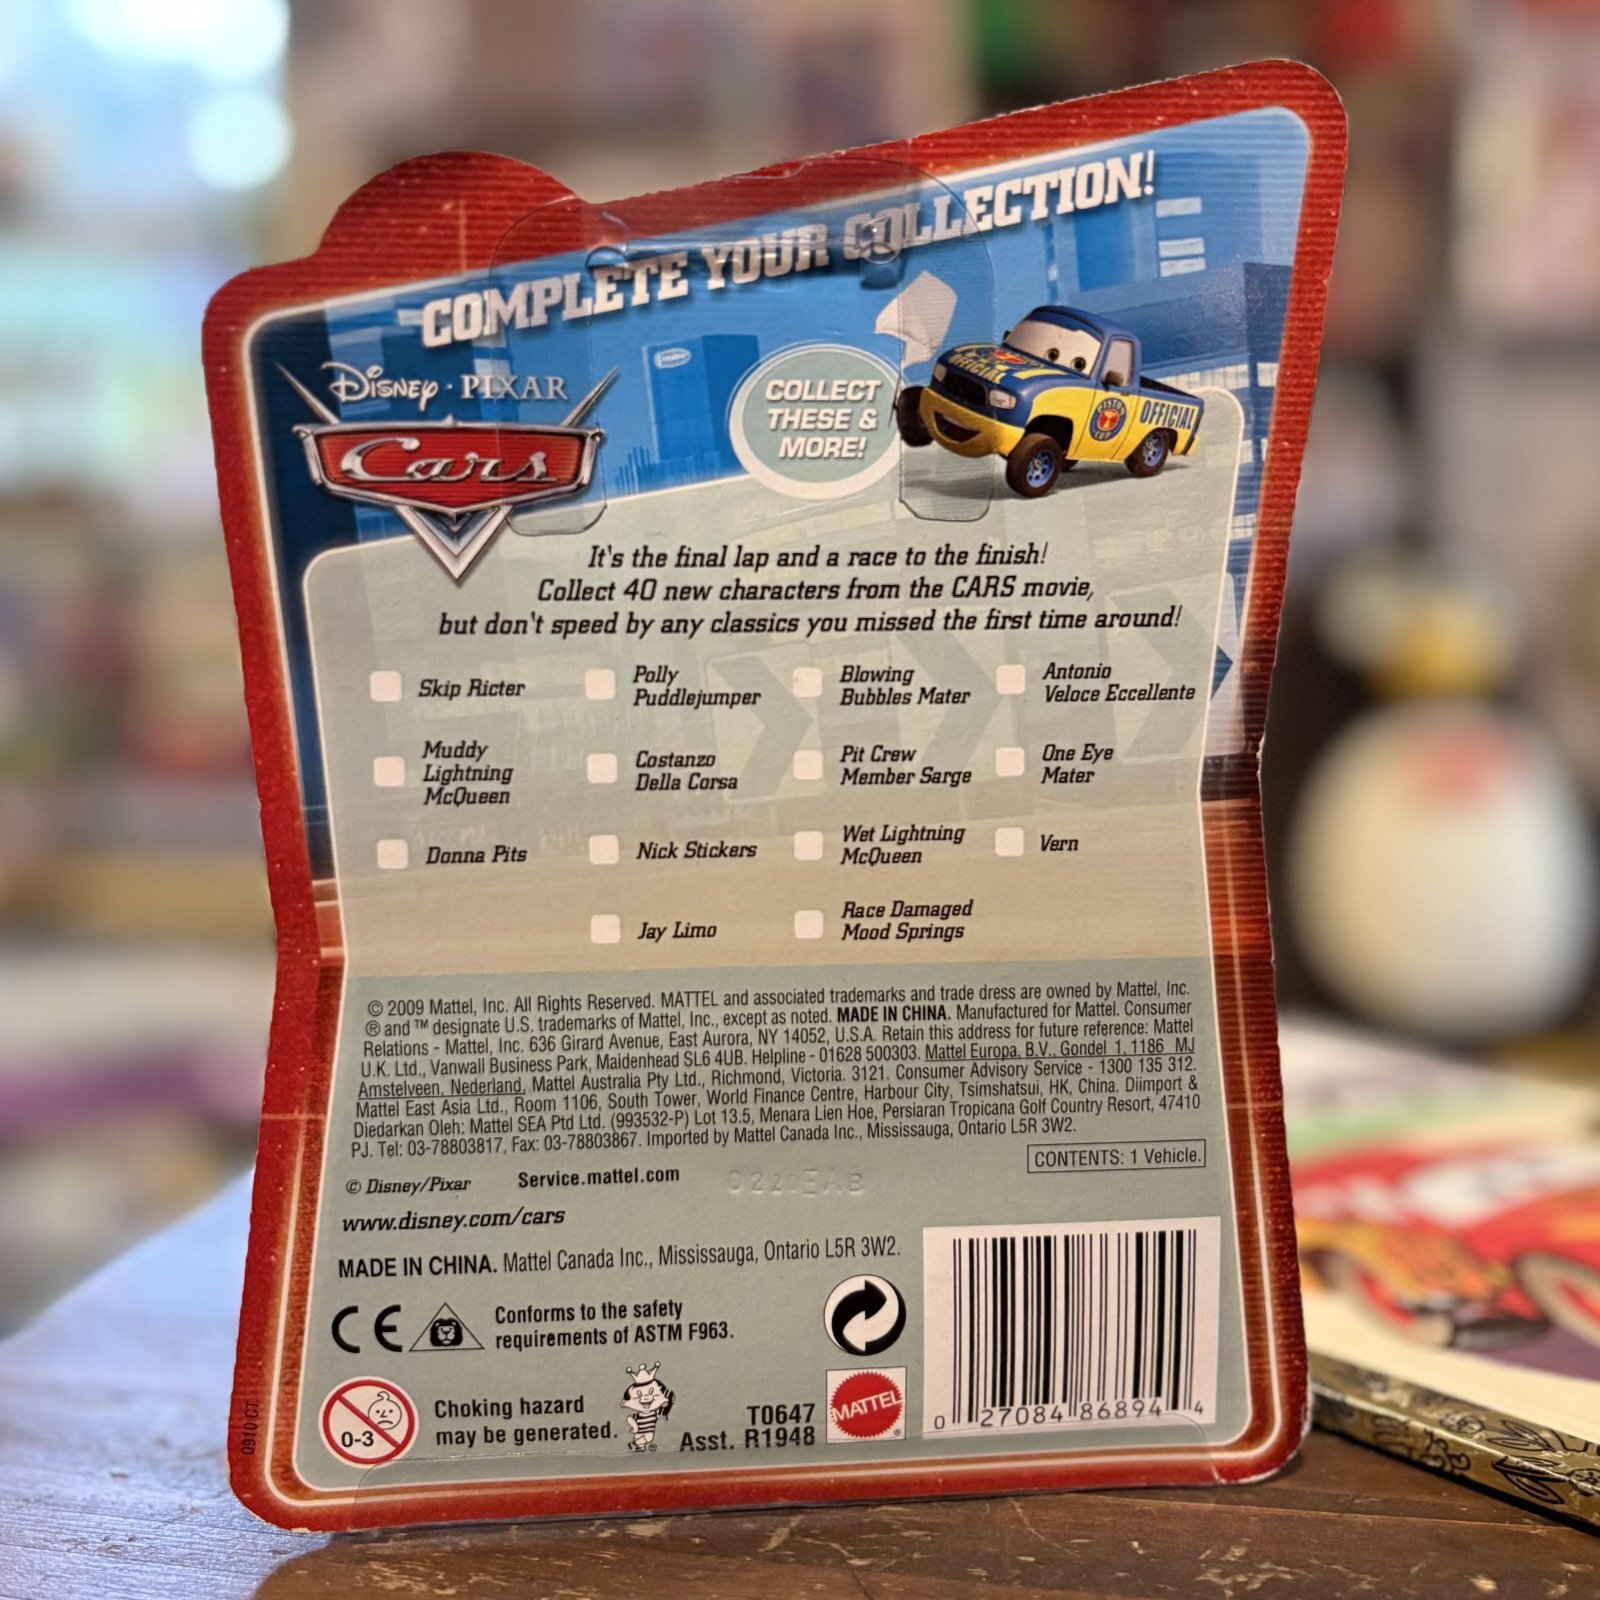 COMPLETE YOUR COLLECTION!
DISNEY · PIXAR
Cars
COLLECT
THESE &
MORE!
OFFICIAL
PISTON
CUP
OFFICIAL
It's the final lap and a race to the finish!
Collect 40 new characters from the CARS movie,
but don't speed by any classics you missed the first time around!
Skip Ricter
Polly
Puddlejumper
Blowing
Bubbles Mater
Antonio
Veloce Eccellente
Muddy
Lightning
McQueen
Costanzo
Della Corsa
Pit Crew
Member Sarge
One Eye
Mater
Donna Pits
Nick Stickers
Wet Lightning
McQueen
Vern
Jay Limo
Race Damaged
Mood Springs
© 2009 Mattel, Inc. All Rights Reserved. MATTEL and associated trademarks and trade dress are owned by Mattel, Inc.
® and ™ designate U.S. trademarks of Mattel, Inc., except as noted. MADE IN CHINA. Manufactured for Mattel. Consumer
Relations - Mattel, Inc. 636 Girard Avenue, East Aurora, NY 14052, U.S.A. Retain this address for future reference: Mattel
U.K. Ltd., Vanwall Business Park, Maidenhead SL6 4UB. Helpline - 01628 500303. Mattel Europa, B.V., Gondel 1, 1186 MJ
Amstelveen, Nederland. Mattel Australia Pty Ltd., Richmond, Victoria. 3121. Consumer Advisory Service - 1300 135 312.
Mattel East Asia Ltd., Room 1106, South Tower, World Finance Centre, Harbour City, Tsimshatsui, HK, China. Diimport &
Diedarkan Oleh: Mattel SEA Ptd Ltd. (993532-P) Lot 13.5, Menara Lien Hoe, Persiaran Tropicana Golf Country Resort, 47410
PJ. Tel: 03-78803817, Fax: 03-78803867. Imported by Mattel Canada Inc., Mississauga, Ontario L5R 3W2.
CONTENTS: 1 Vehicle.
© Disney/Pixar
Service.mattel.com
www.disney.com/cars
MADE IN CHINA. Mattel Canada Inc., Mississauga, Ontario L5R 3W2.
CE
Conforms to the safety
requirements of ASTM F963.
0-3
Choking hazard
may be generated.
T0647
Asst. R1948
MATTEL
®
0 27084 86894 4
0910 CT